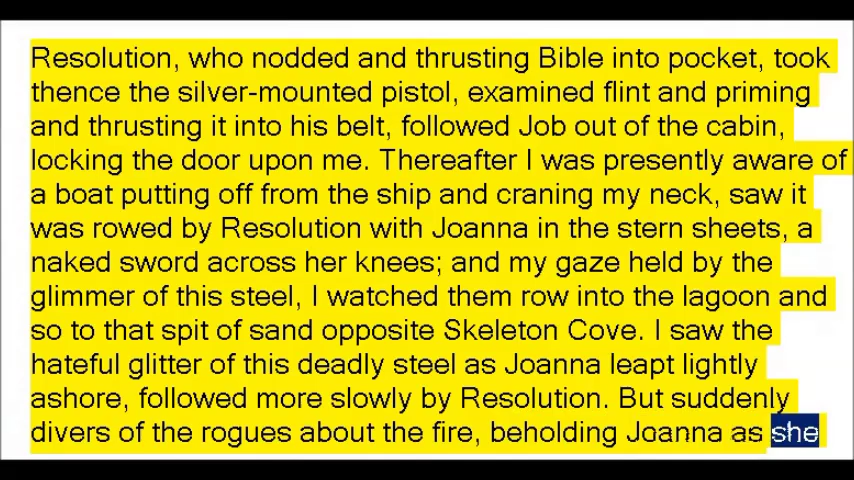 Resolution, who nodded and thrusting Bible into pocket, took
thence the silver-mounted pistol, examined flint and priming
and thrusting it into his belt, followed Job out of the cabin,
locking the door upon me. Thereafter I was presently aware of
a boat putting off from the ship and craning my neck, saw it
was rowed by Resolution with Joanna in the stern sheets, a
naked sword across her knees; and my gaze held by the
glimmer of this steel, I watched them row into the lagoon and
so to that spit of sand opposite Skeleton Cove. I saw the
hateful glitter of this deadly steel as Joanna leapt lightly
ashore, followed more slowly by Resolution. But suddenly
divers of the rogues about the fire, beholding Joanna as she